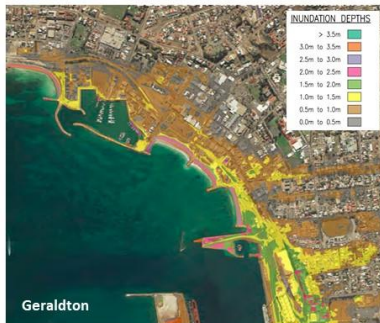 INUNDATION DEPTHS
> 3.5m
3.0m to 3.5m
2.5m to 3.0m
2.0m to 2.5m
1.5m to 2.0m
1.0m to 1.5m
0.5m to 1.0m
0.0m to 0.5m
Geraldton